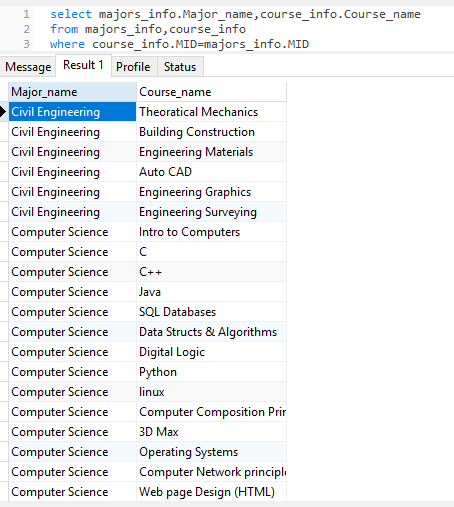 1 select majors_info.Major_name,course_info.Course_name
2 from majors_info,course_info
3 where course_info.MID=majors_info.MID
Message Result 1 Profile Status
Major_name Course_name
Civil Engineering Theoratical Mechanics
Civil Engineering Building Construction
Civil Engineering Engineering Materials
Civil Engineering Auto CAD
Civil Engineering Engineering Graphics
Civil Engineering Engineering Surveying
Computer Science Intro to Computers
Computer Science C
Computer Science C++
Computer Science Java
Computer Science SQL Databases
Computer Science Data Structs & Algorithms
Computer Science Digital Logic
Computer Science Python
Computer Science linux
Computer Science Computer Composition Prin
Computer Science 3D Max
Computer Science Operating Systems
Computer Science Computer Network principle
Computer Science Web page Design (HTML)